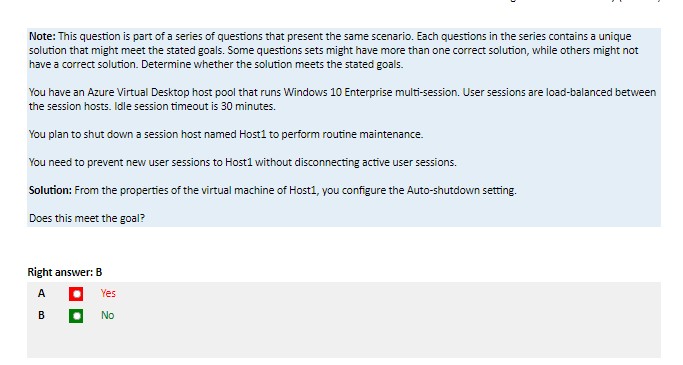 Note: This question is part of a series of questions that present the same scenario. Each questions in the series contains a unique
solution that might meet the stated goals. Some questions sets might have more than one correct solution, while others might not
have a correct solution. Determine whether the solution meets the stated goals.
You have an Azure Virtual Desktop host pool that runs Windows 10 Enterprise multi-session. User sessions are load-balanced between
the session hosts. Idle session timeout is 30 minutes.
You plan to shut down a session host named Host1 to perform routine maintenance.
You need to prevent new user sessions to Host1 without disconnecting active user sessions.
Solution: From the properties of the virtual machine of Host1, you configure the Auto-shutdown setting.
Does this meet the goal?
Right answer: B
A Yes
B No